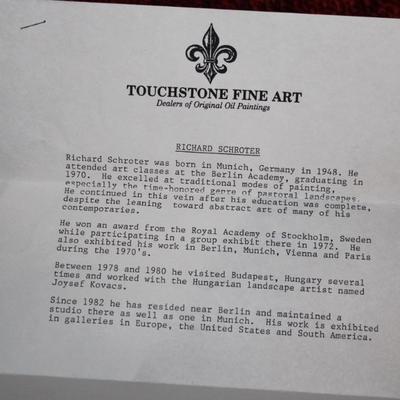 TOUCHSTONE FINE ART
Dealers of Original Oil Paintings
RICHARD SCHROTER
Richard Schroter was born in Munich, Germany in 1948. He
attended art classes at the Berlin Academy, graduating in
1970. He excelled at traditional modes of painting,
especially the time-honored genre of pastoral landscapes.
He continued in this vein after his education was complete,
despite the leaning toward abstract art of many of his
contemporaries.
He won an award from the Royal Academy of Stockholm, Sweden
while participating in a group exhibit there in 1972. He
also exhibited his work in Berlin, Munich, Vienna and Paris
during the 1970's.
Between 1978 and 1980 he visited Budapest, Hungary several
times and worked with the Hungarian landscape artist named
Joysef Kovacs.
Since 1982 he has resided near Berlin and maintained a
studio there as well as one in Munich. His work is exhibited
in galleries in Europe, the United States and South America.